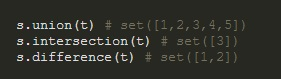 s.union(t) # set([1,2,3,4,5])
s.intersection(t) # set([3])
s.difference(t) # set([1,2])